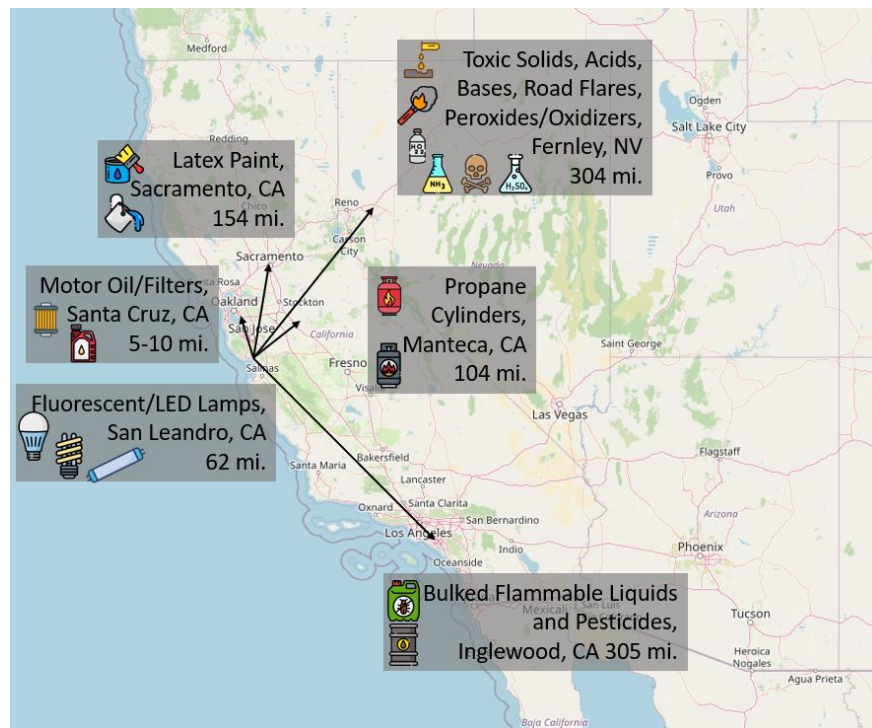 Medford
Toxic Solids, Acids,
Bases, Road Flares,
Peroxides/Oxidizers,
Fernley, NV
304 mi.
HO
22
NH₃
H₂SO₄
Ogden
Salt Lake City
Provo
Utah
Redding
Latex Paint,
Sacramento, CA
154 mi.
Chico
Reno
Carson
City
Sacramento
Nevada
Santa Rosa
Motor Oil/Filters,
Santa Cruz, CA
5-10 mi.
Oakland
Stockton
San Jose
California
Salinas
Fresno
Visalia
Propane
Cylinders,
Manteca, CA
104 mi.
Saint George
Las Vegas
Fluorescent/LED Lamps,
San Leandro, CA
62 mi.
Bakersfield
Santa Maria
Lancaster
Santa Clarita
Oxnard
Los Angeles
San Bernardino
Indio
Oceanside
Flagstaff
Arizona
Phoenix
Bulked Flammable Liquids
and Pesticides,
Inglewood, CA 305 mi.
Mexicali
San Luis
Tucson
Heroica
Nogales
Agua Prieta
Baja California